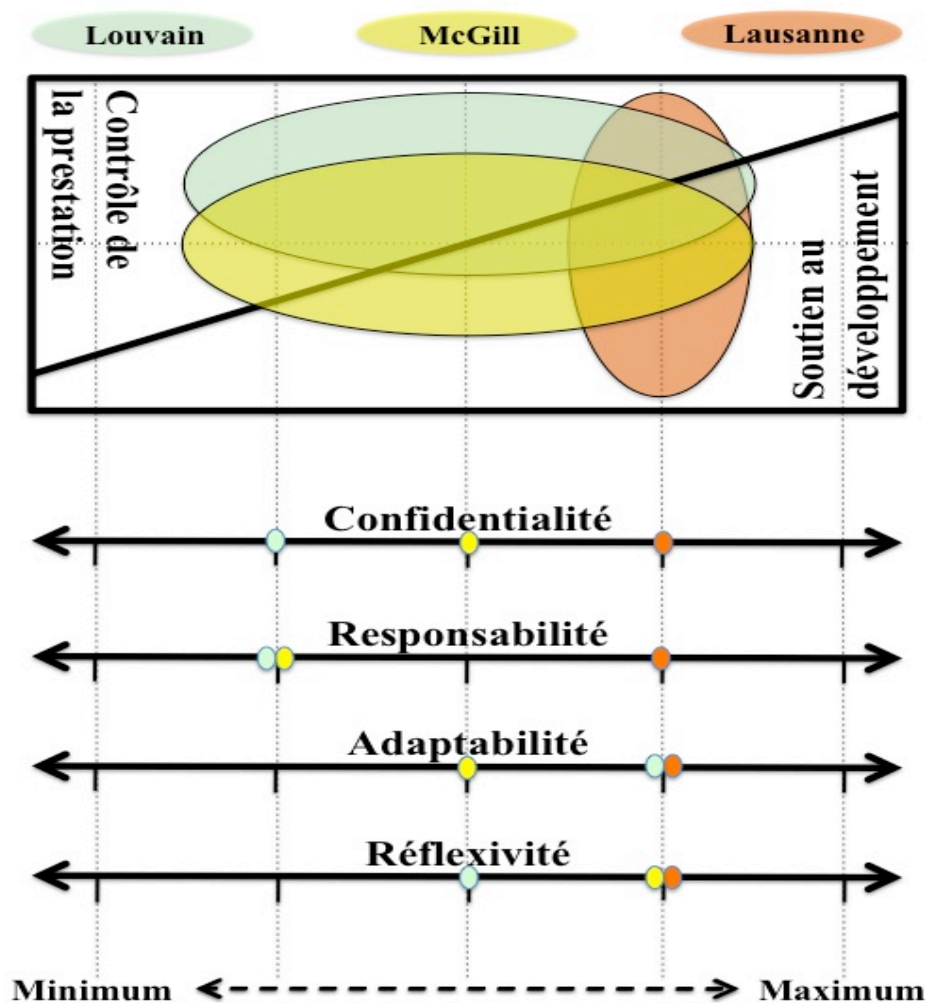 Louvain
McGill
Lausanne
Contrôle de
la prestation
Soutien au
développement
Confidentialité
Responsabilité
Adaptabilité
Réflexivité
Minimum
Maximum